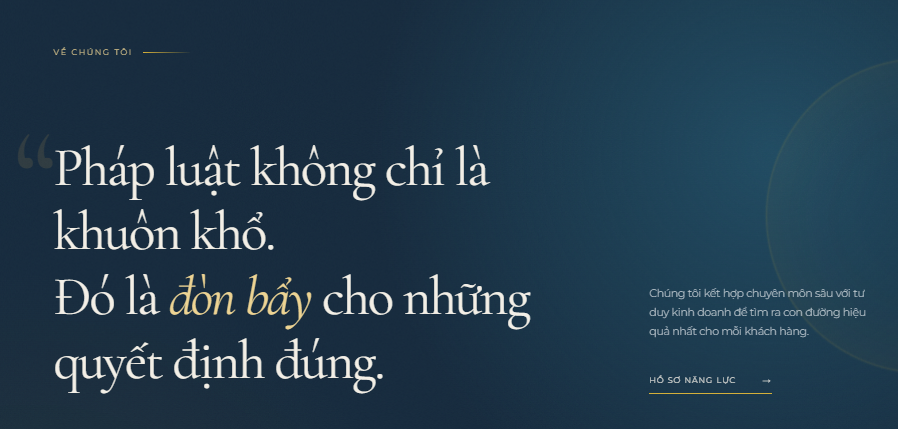 VỀ CHÚNG TÔI
“Pháp luật không chỉ là
khuôn khổ.
Đó là đòn bẩy cho những
quyết định đúng.
Chúng tôi kết hợp chuyên môn sâu với tư
duy kinh doanh để tìm ra con đường hiệu
quả nhất cho mỗi khách hàng.
HỒ SƠ NĂNG LỰC →